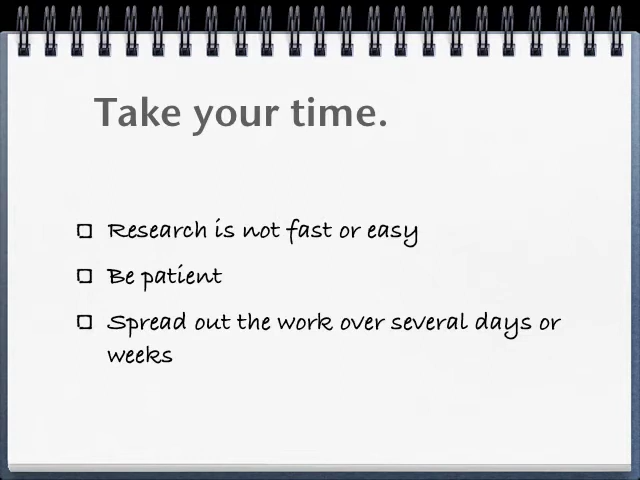 Take your time.
Research is not fast or easy
Be patient
Spread out the work over several days or
weeks